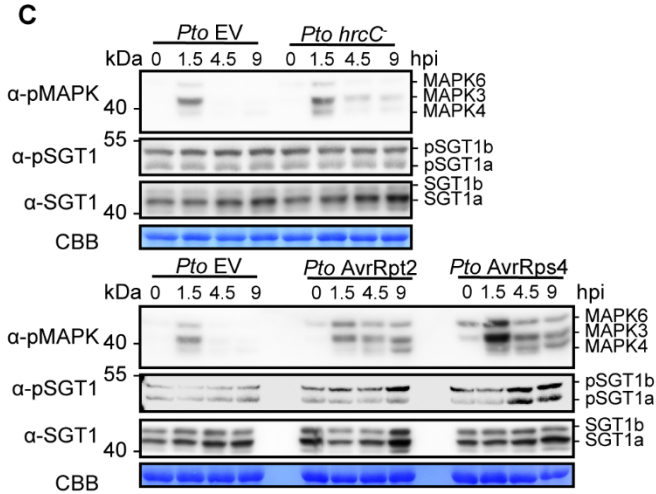 C
Pto EV Pto hrcC-
kDa 0 1.5 4.5 9 0 1.5 4.5 9 hpi
α-pMAPK 40 MAPK6
MAPK3
MAPK4
55
α-pSGT1 pSGT1b
pSGT1a
α-SGT1 40 SGT1b
SGT1a
CBB
Pto EV Pto AvrRpt2 Pto AvrRps4
kDa 0 1.5 4.5 9 0 1.5 4.5 9 0 1.5 4.5 9 hpi
α-pMAPK 40 MAPK6
MAPK3
MAPK4
55
α-pSGT1 pSGT1b
pSGT1a
α-SGT1 40 SGT1b
SGT1a
CBB